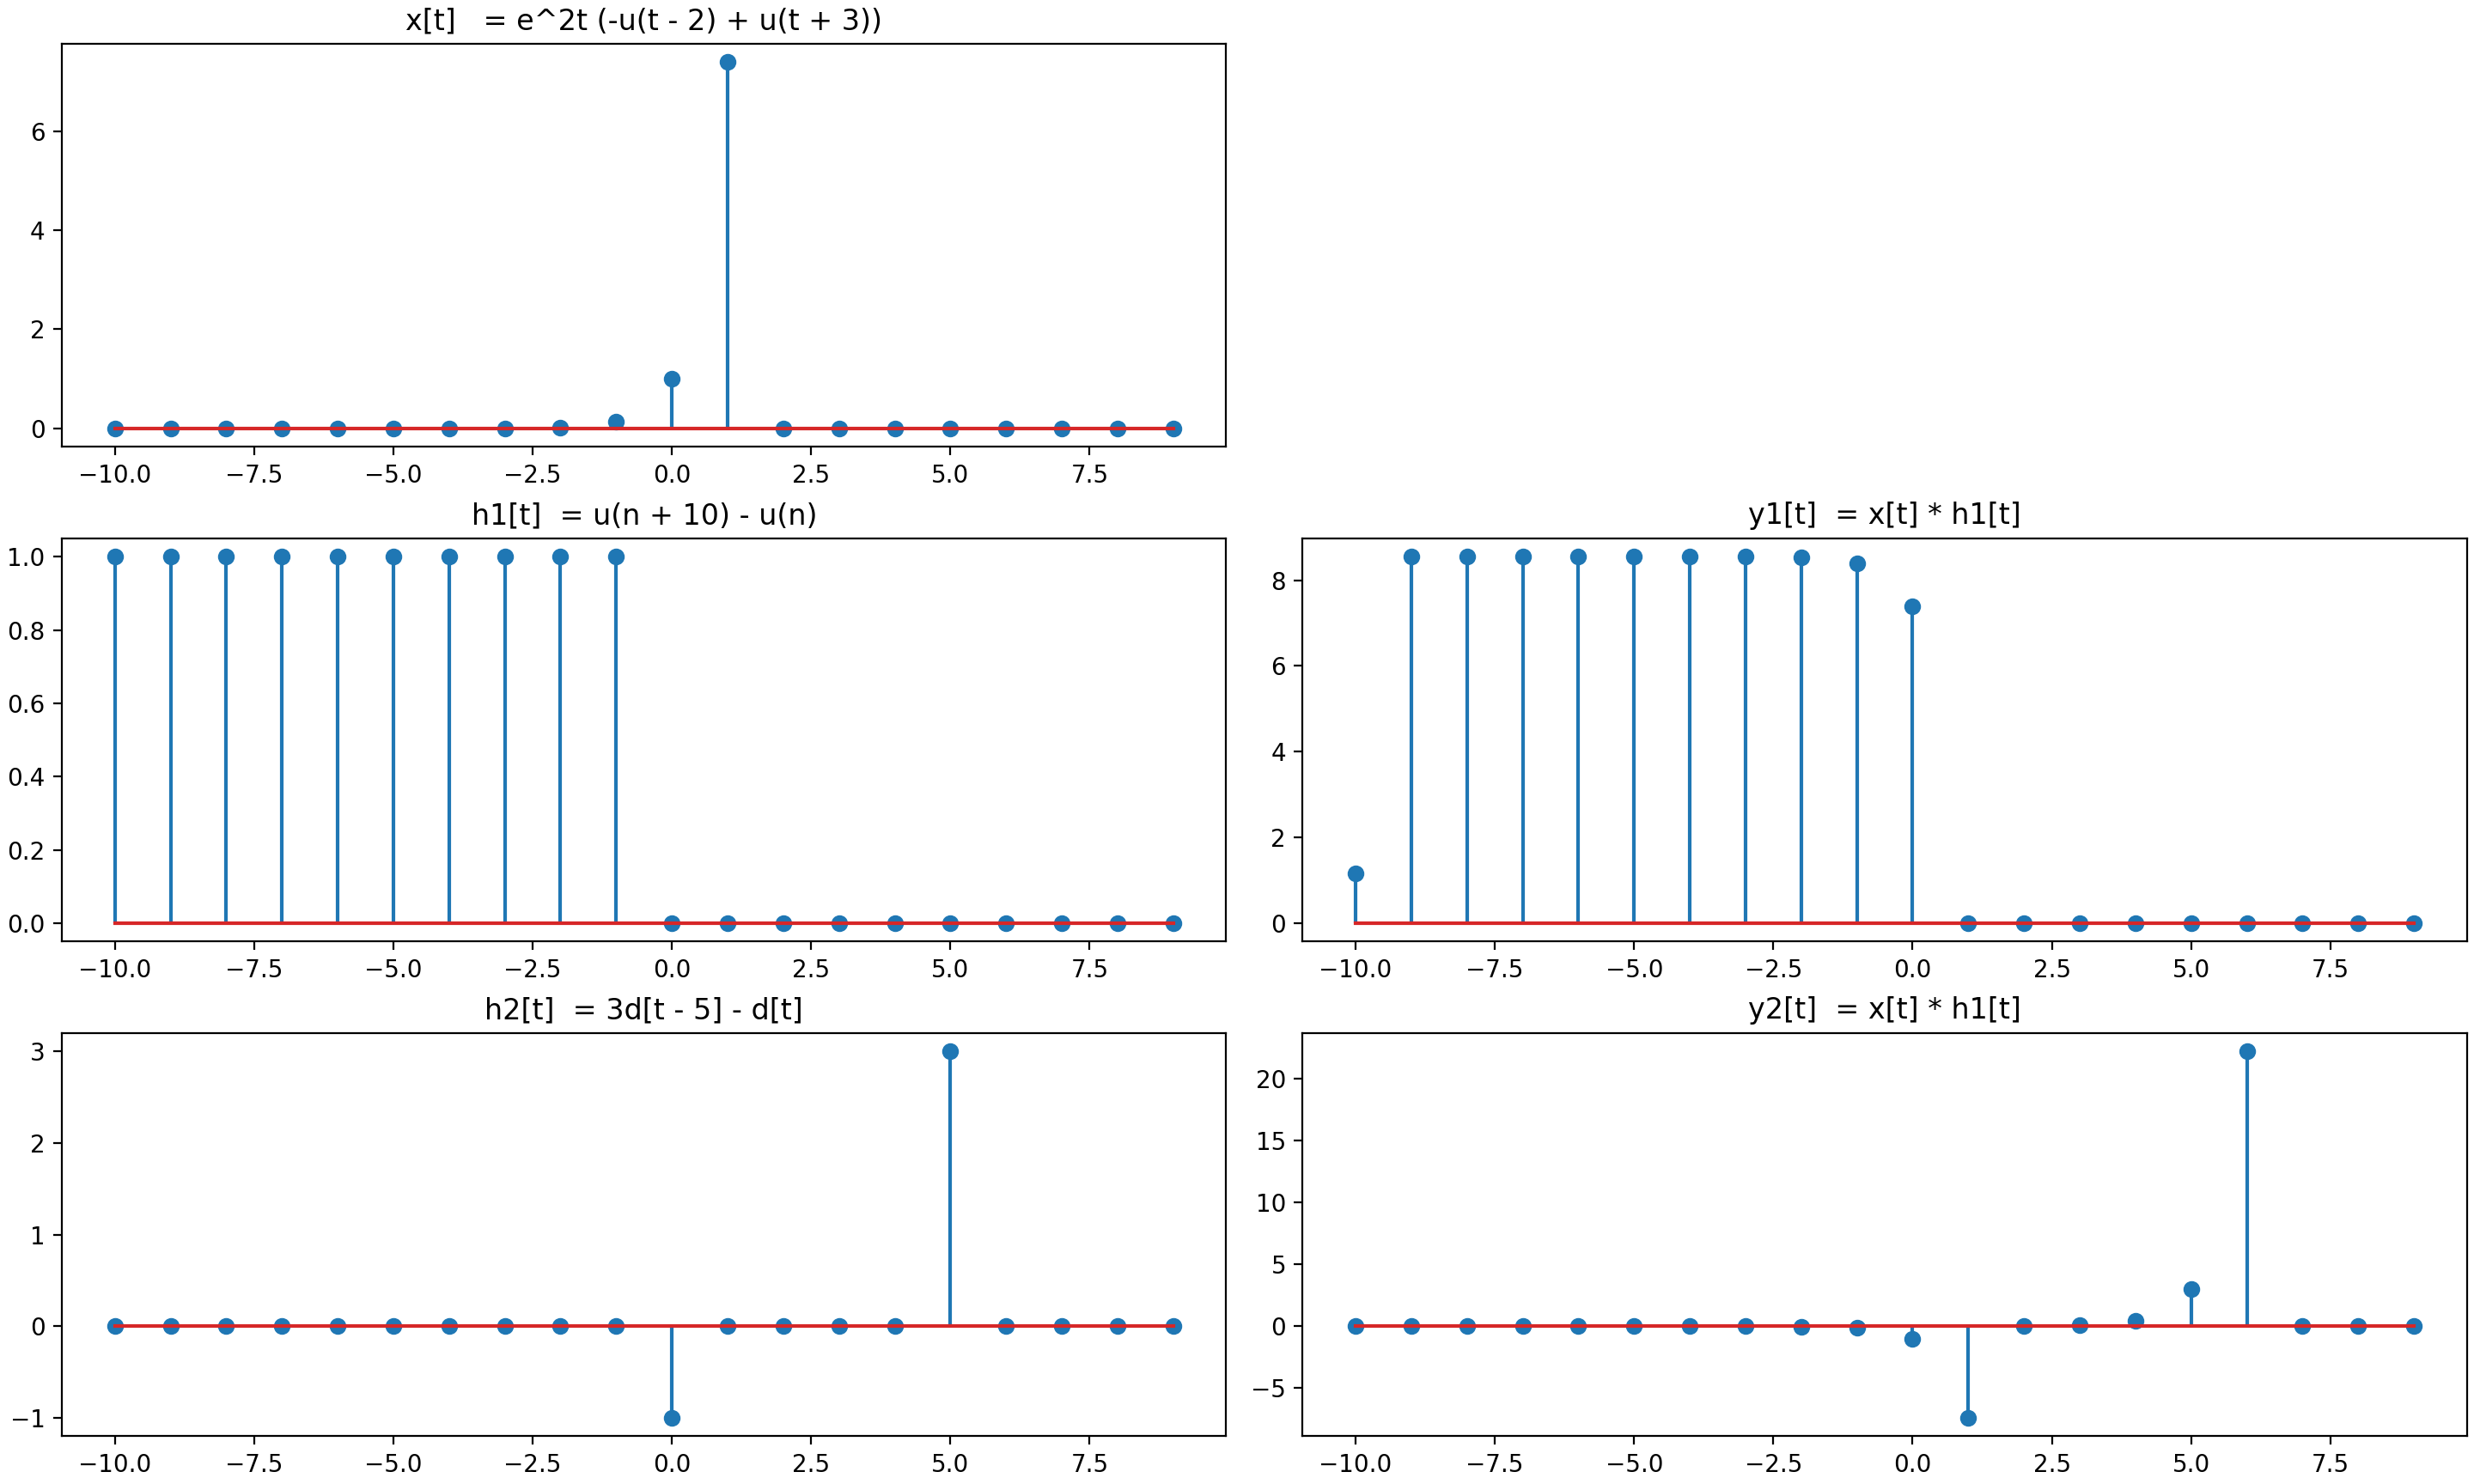 x[t]   = e^2t (-u(t - 2) + u(t + 3))
6
4
2
0
−10.0 −7.5 −5.0 −2.5 0.0 2.5 5.0 7.5
h1[t]  = u(n + 10) - u(n)
1.0
0.8
0.6
0.4
0.2
0.0
−10.0 −7.5 −5.0 −2.5 0.0 2.5 5.0 7.5
y1[t]  = x[t] * h1[t]
8
6
4
2
0
−10.0 −7.5 −5.0 −2.5 0.0 2.5 5.0 7.5
h2[t]  = 3d[t - 5] - d[t]
3
2
1
0
−1
−10.0 −7.5 −5.0 −2.5 0.0 2.5 5.0 7.5
y2[t]  = x[t] * h1[t]
20
15
10
5
0
−5
−10.0 −7.5 −5.0 −2.5 0.0 2.5 5.0 7.5